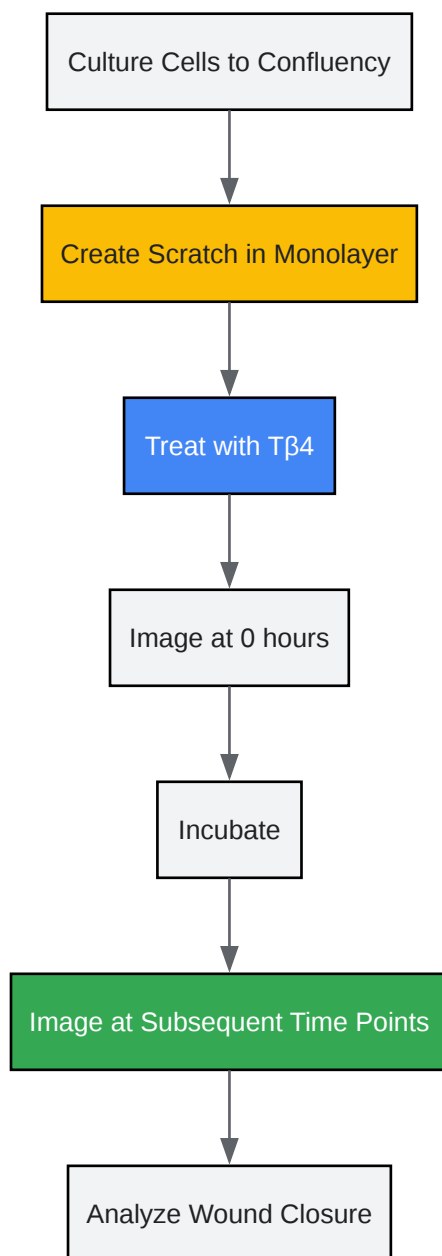 Culture Cells to Confluency
Create Scratch in Monolayer
Treat with Tβ4
Image at 0 hours
Incubate
Image at Subsequent Time Points
Analyze Wound Closure